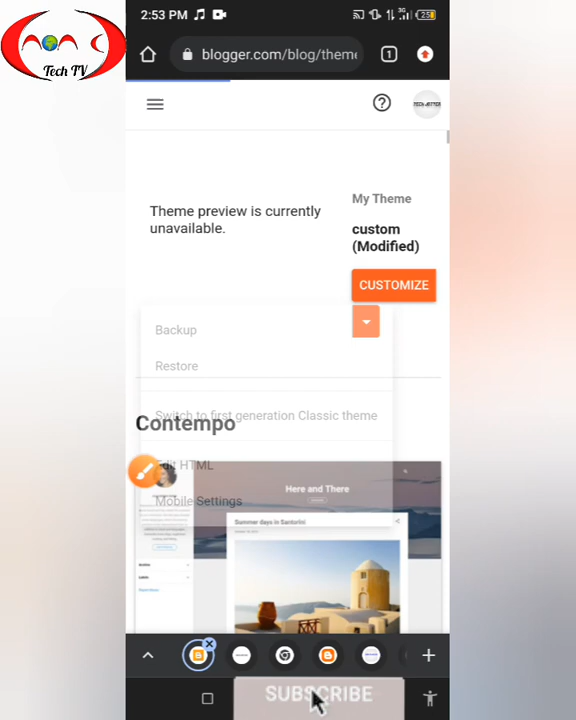 2:53 PM
3G
25
Tech TV
blogger.com/blog/theme
1
Theme preview is currently
unavailable.
My Theme
custom
(Modified)
CUSTOMIZE
Backup
Restore
Switch to first generation Classic theme
Contempo
Edit HTML
Mobile Settings
Here and There
Summer days in Santorini
SUBSCRIBE